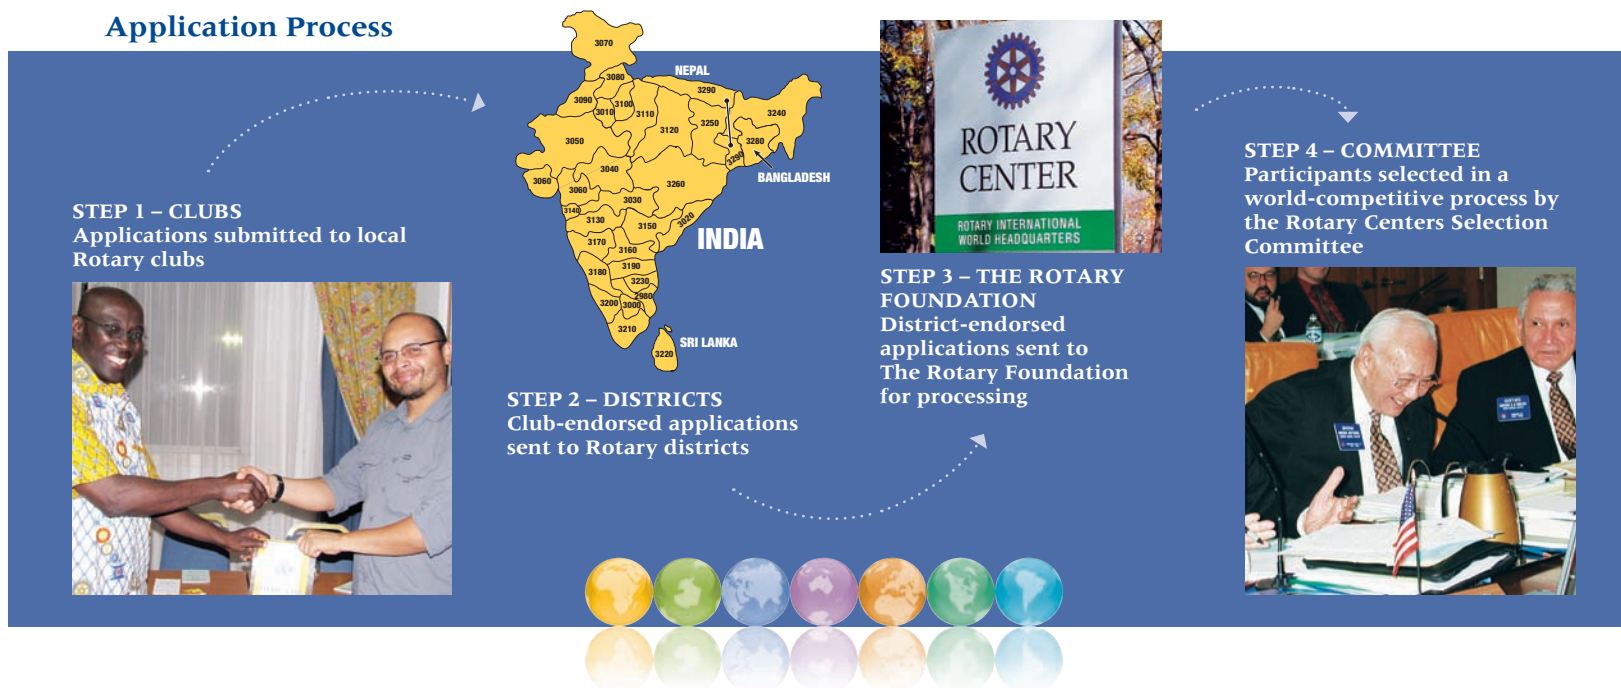 Application Process
STEP 1 – CLUBS
Applications submitted to local
Rotary clubs
3070
3080
NEPAL
3290
3090
3100
3010
3110
3240
3250
3120
3050
3280
3290
3040
BANGLADESH
3060
3060
3260
3030
3140
3130
3020
3150
INDIA
3170
3160
3180
3190
3230
2980
3200
3000
3210
SRI LANKA
3220
STEP 2 – DISTRICTS
Club-endorsed applications
sent to Rotary districts
ROTARY
CENTER
ROTARY INTERNATIONAL
WORLD HEADQUARTERS
STEP 3 – THE ROTARY
FOUNDATION
District-endorsed
applications sent to
The Rotary Foundation
for processing
STEP 4 – COMMITTEE
Participants selected in a
world-competitive process by
the Rotary Centers Selection
Committee